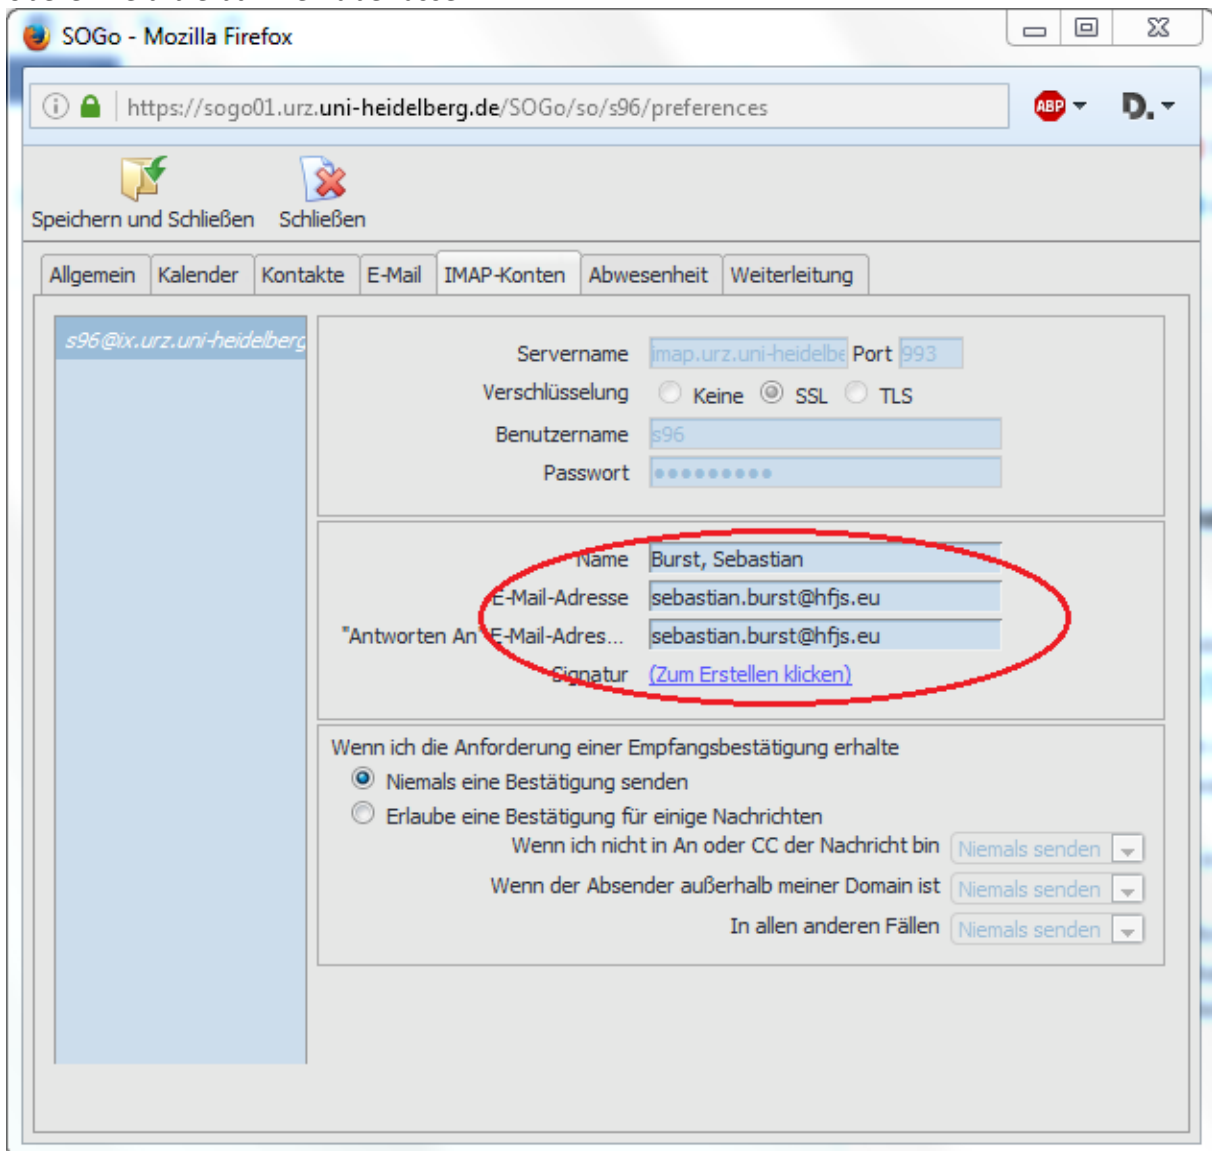 SOGo - Mozilla Firefox
https://sogo01.urz.uni-heidelberg.de/SOGo/so/s96/preferences
ABP
D.
Speichern und Schließen Schließen
Allgemein Kalender Kontakte E-Mail IMAP-Konten Abwesenheit Weiterleitung
s96@ix.urz.uni-heidelberg
Servername imap.urz.uni-heidelbe Port 993
Verschlüsselung Keine SSL TLS
Benutzername s96
Passwort
Name Burst, Sebastian
E-Mail-Adresse sebastian.burst@hfjs.eu
"Antworten An" E-Mail-Adres... sebastian.burst@hfjs.eu
Signatur (Zum Erstellen klicken)
Wenn ich die Anforderung einer Empfangsbestätigung erhalte
Niemals eine Bestätigung senden
Erlaube eine Bestätigung für einige Nachrichten
Wenn ich nicht in An oder CC der Nachricht bin Niemals senden
Wenn der Absender außerhalb meiner Domain ist Niemals senden
In allen anderen Fällen Niemals senden